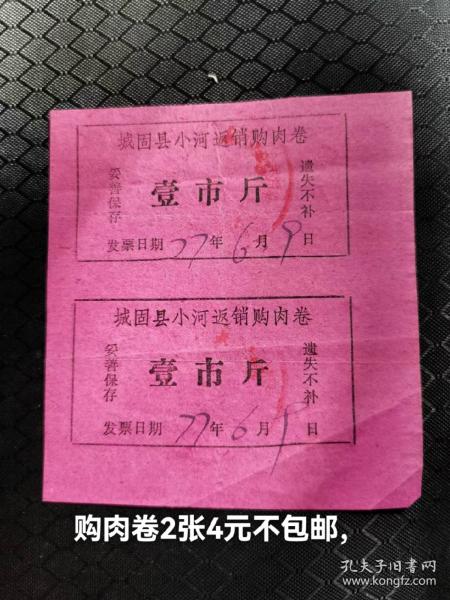 城固县小河返销购肉卷
妥善保存
壹市斤
遗失不补
发票日期 77年6月9日
城固县小河返销购肉卷
妥善保存
壹市斤
遗失不补
发票日期 77年6月9日
购肉卷2张4元不包邮,
孔夫子旧书网
www.kongfz.com